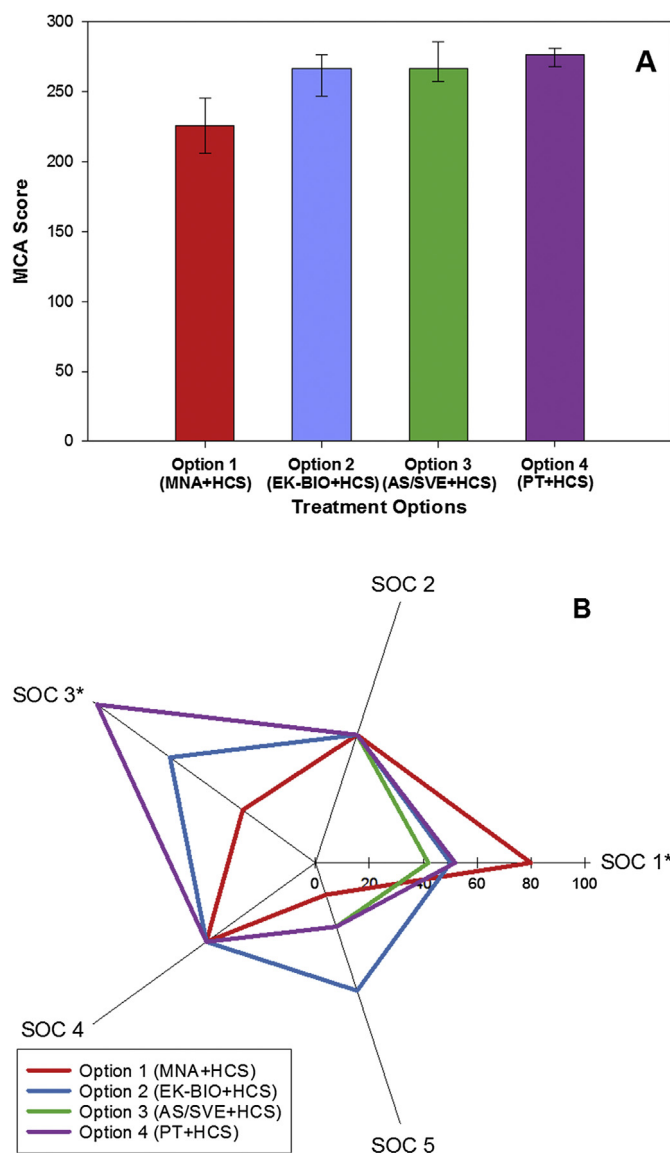 A
MCA Score
300
250
200
150
100
50
0
Option 1 Option 2 Option 3 Option 4
(MNA+HCS) (EK-BIO+HCS) (AS/SVE+HCS) (PT+HCS)
Treatment Options
B
SOC 2
SOC 3*
SOC 1*
0 20 40 60 80 100
SOC 4
SOC 5
Option 1 (MNA+HCS)
Option 2 (EK-BIO+HCS)
Option 3 (AS/SVE+HCS)
Option 4 (PT+HCS)